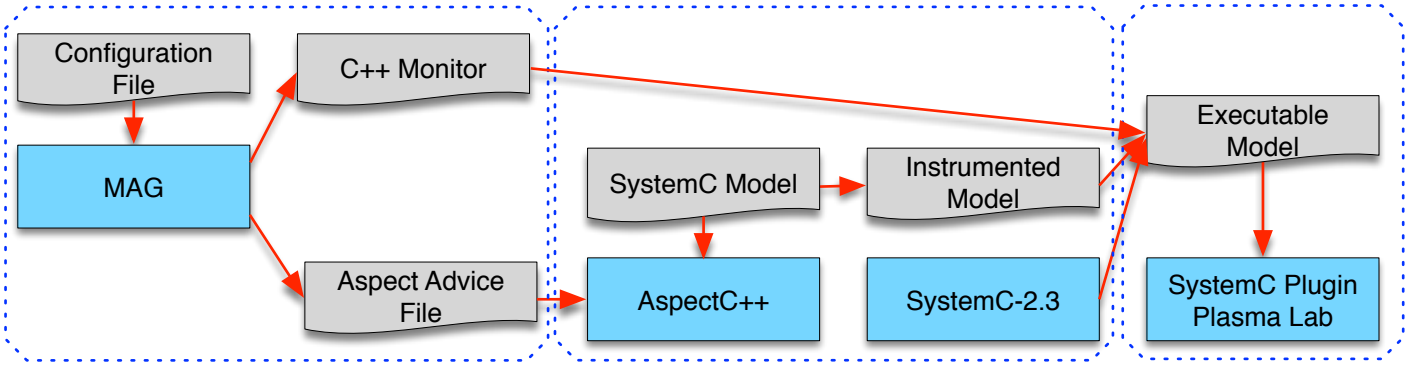 Configuration
File
C++ Monitor
MAG
Aspect Advice
File
SystemC Model
Instrumented
Model
AspectC++
SystemC-2.3
Executable
Model
SystemC Plugin
Plasma Lab